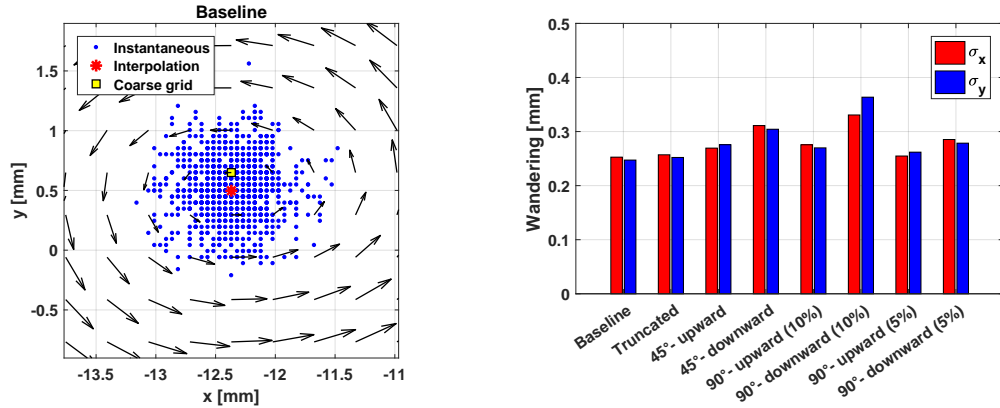 Baseline
Instantaneous
Interpolation
Coarse grid
1.5
1
0.5
0
-0.5
y [mm]
-13.5 -13 -12.5 -12 -11.5 -11
x [mm]
σx
σy
0.5
0.4
0.3
0.2
0.1
0
Wandering [mm]
Baseline
Truncated
45°- upward
45°- downward
90°- upward (10%)
90°- downward (10%)
90°- upward (5%)
90°- downward (5%)